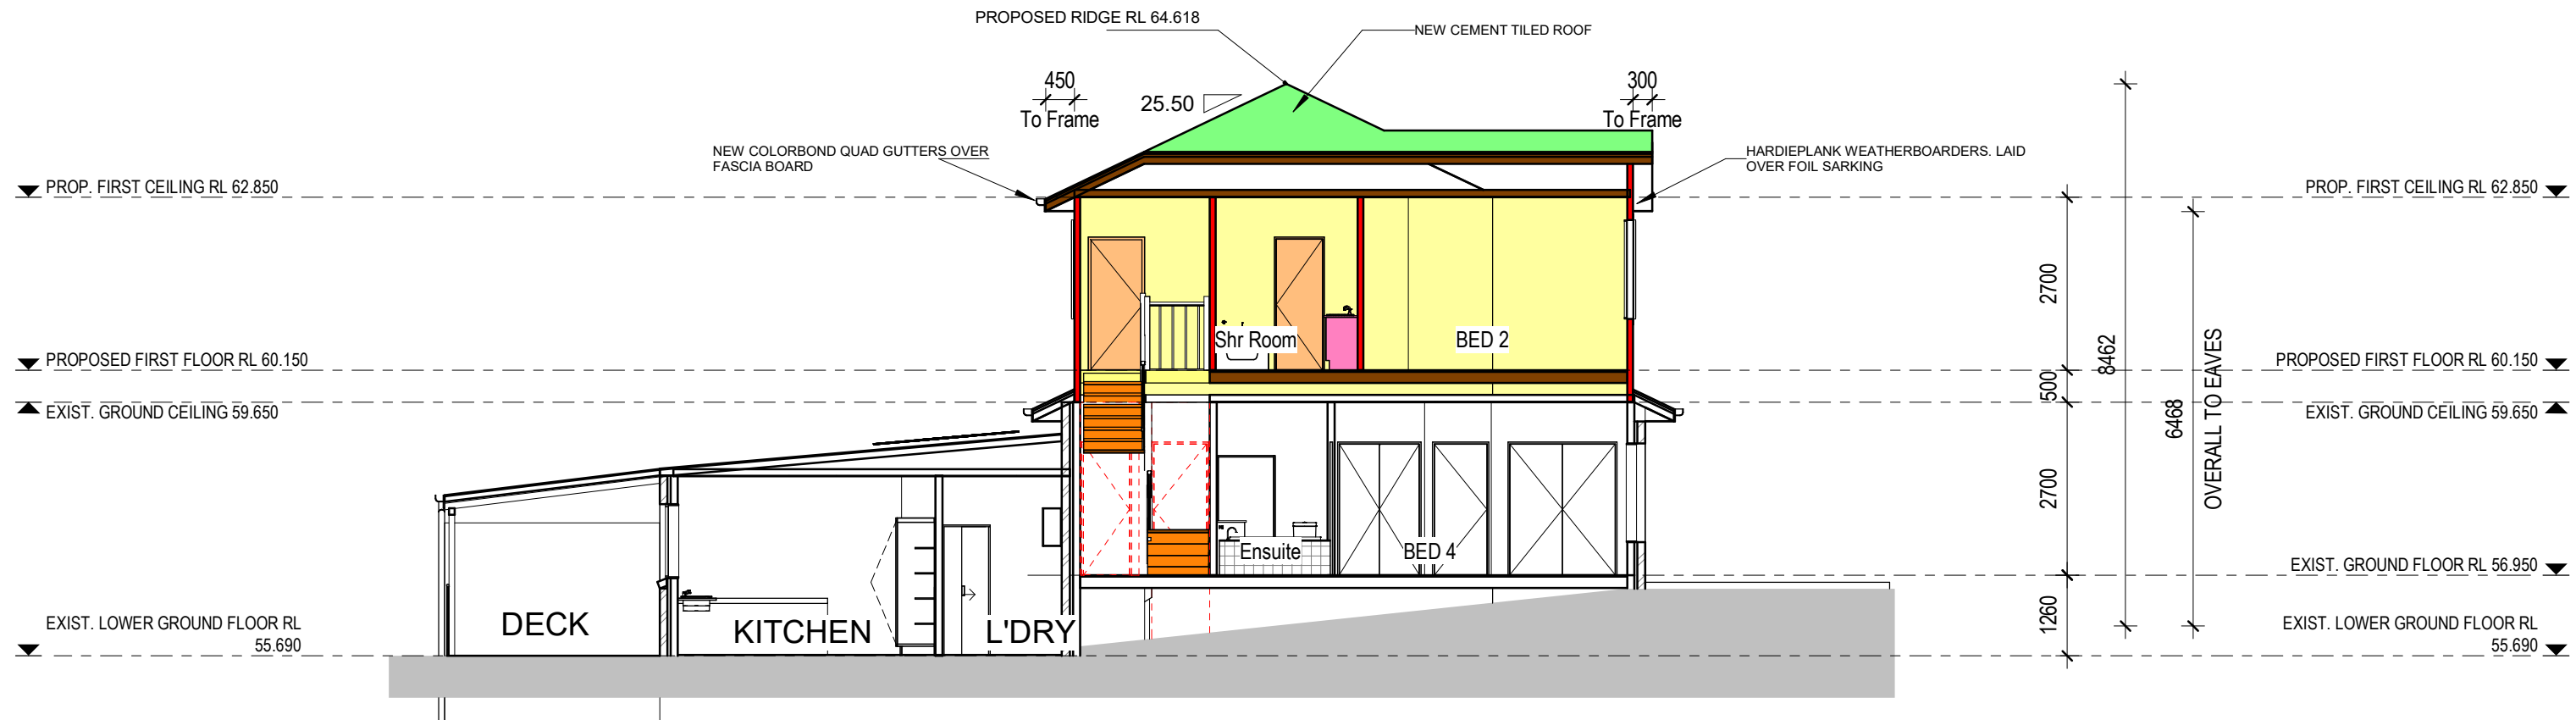 PROPOSED RIDGE RL 64.618
NEW CEMENT TILED ROOF
450
To Frame
25.50
300
To Frame
NEW COLORBOND QUAD GUTTERS OVER
FASCIA BOARD
HARDIEPLANK WEATHERBOARDERS. LAID
OVER FOIL SARKING
PROP. FIRST CEILING RL 62.850
PROP. FIRST CEILING RL 62.850
2700
Shr Room
BED 2
8462
PROPOSED FIRST FLOOR RL 60.150
PROPOSED FIRST FLOOR RL 60.150
500
EXIST. GROUND CEILING 59.650
EXIST. GROUND CEILING 59.650
6468
OVERALL TO EAVES
2700
Ensuite
BED 4
EXIST. GROUND FLOOR RL 56.950
1260
DECK
KITCHEN
L'DRY
EXIST. LOWER GROUND FLOOR RL
55.690
EXIST. LOWER GROUND FLOOR RL
55.690